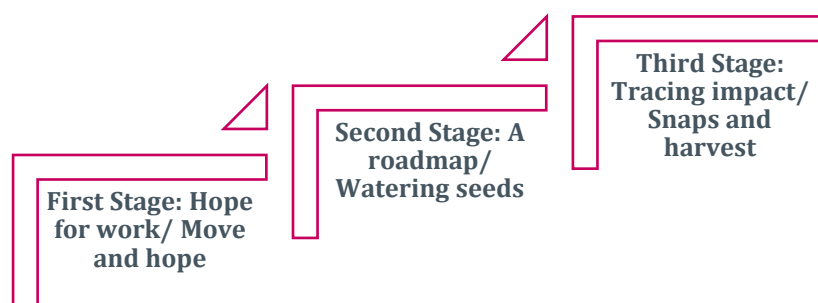 First Stage: Hope
for work/ Move
and hope
Second Stage: A
roadmap/
Watering seeds
Third Stage:
Tracing impact/
Snaps and
harvest